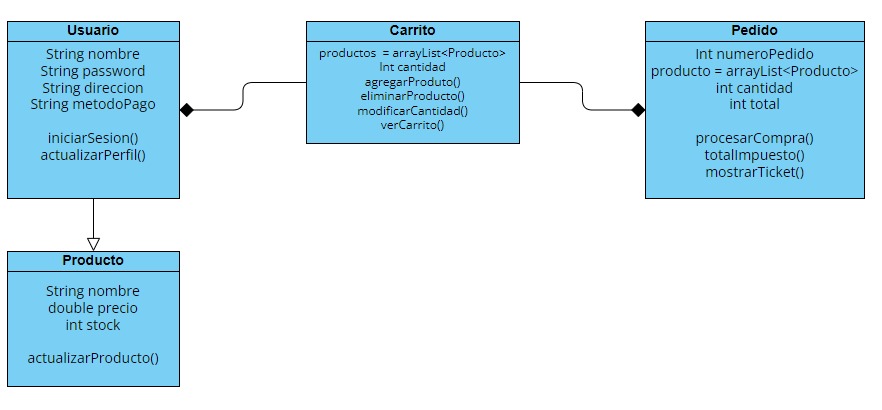 Usuario
String nombre
String password
String direccion
String metodoPago
iniciarSesion()
actualizarPerfil()
Carrito
productos = arrayList<Producto>
Int cantidad
agregarProduto()
eliminarProducto()
modificarCantidad()
verCarrito()
Pedido
Int numeroPedido
producto = arrayList<Producto>
int cantidad
int total
procesarCompra()
totalImpuesto()
mostrarTicket()
Producto
String nombre
double precio
int stock
actualizarProducto()